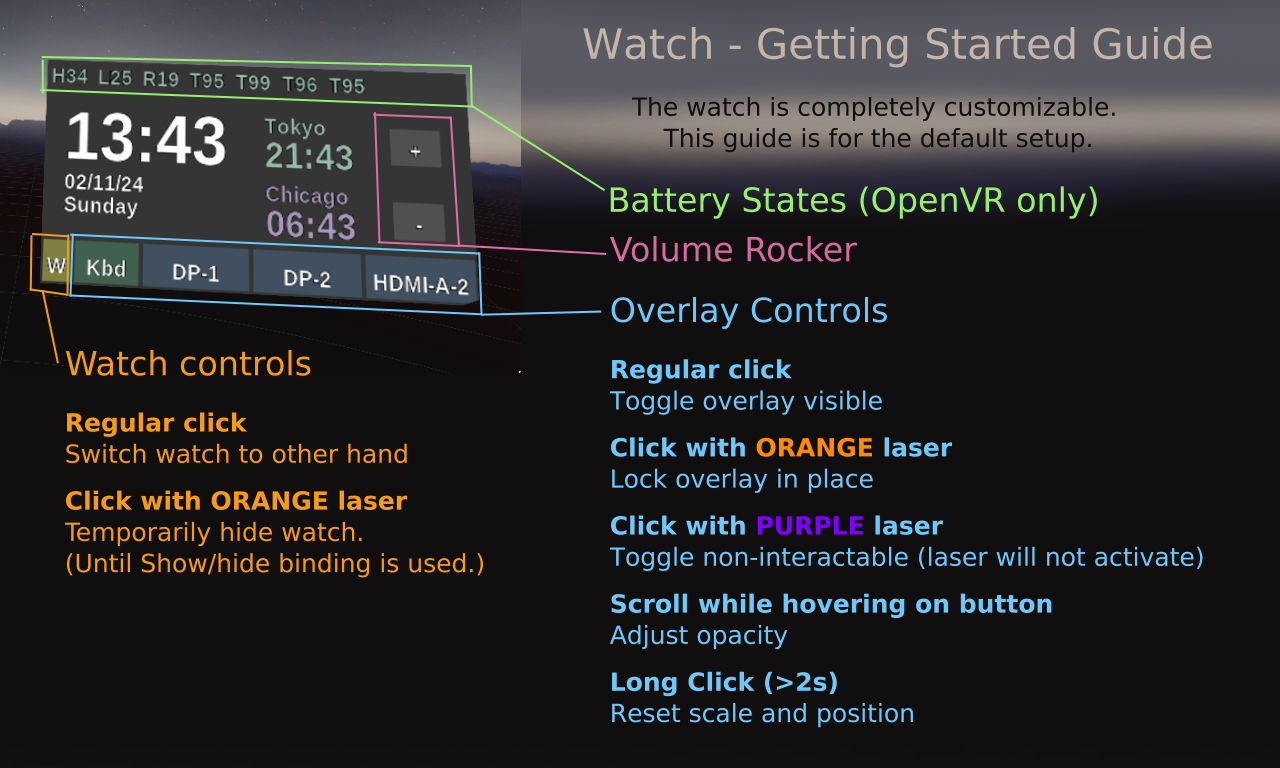 Watch - Getting Started Guide
The watch is completely customizable.
This guide is for the default setup.
H34 L25 R19 T95 T99 T96 T95
13:43
02/11/24
Sunday
Tokyo
21:43
Chicago
06:43
+
-
W
Kbd
DP-1
DP-2
HDMI-A-2
Battery States (OpenVR only)
Volume Rocker
Overlay Controls
Regular click
Toggle overlay visible
Click with ORANGE laser
Lock overlay in place
Click with PURPLE laser
Toggle non-interactable (laser will not activate)
Scroll while hovering on button
Adjust opacity
Long Click (>2s)
Reset scale and position
Watch controls
Regular click
Switch watch to other hand
Click with ORANGE laser
Temporarily hide watch.
(Until Show/hide binding is used.)